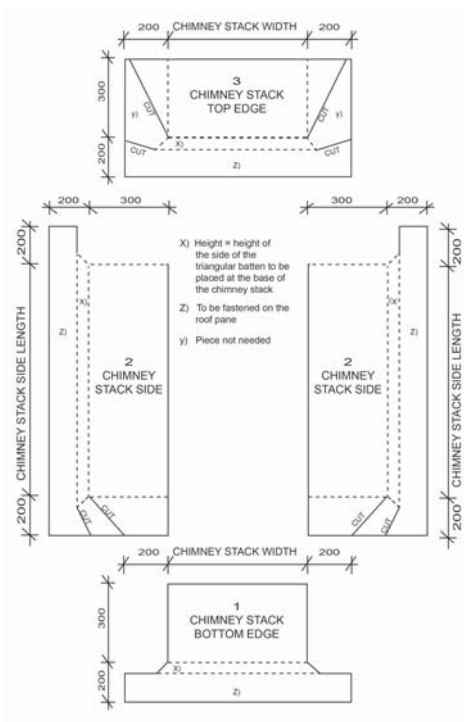 200 CHIMNEY STACK WIDTH 200
300
200
3
CHIMNEY STACK
TOP EDGE
y)
CUT
CUT
y)
X)
CUT
CUT
Z)
200 300
200
CHIMNEY STACK SIDE LENGTH
200
X)
Z)
2
CHIMNEY
STACK SIDE
CUT
CUT
X) Height = height of
the side of the
triangular batten to be
placed at the base of
the chimney stack
Z) To be fastened on the
roof pane
y) Piece not needed
300 200
200
CHIMNEY STACK SIDE LENGTH
200
(X
Z)
2
CHIMNEY
STACK SIDE
CUT
CUT
200 CHIMNEY STACK WIDTH 200
300
200
1
CHIMNEY STACK
BOTTOM EDGE
X)
Z)